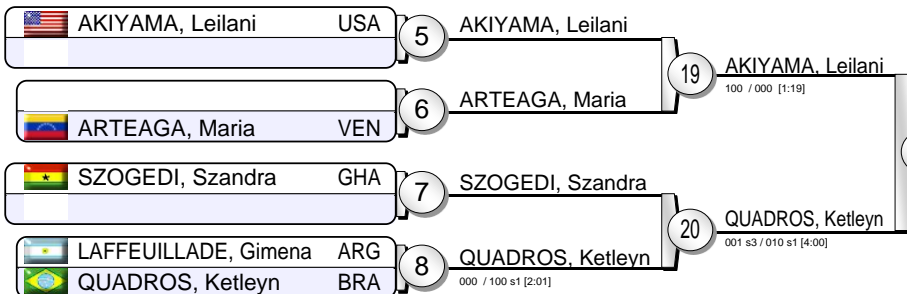 AKIYAMA, Leilani USA
5
AKIYAMA, Leilani
19
AKIYAMA, Leilani
100 / 000 [1:19]
6
ARTEAGA, Maria
ARTEAGA, Maria VEN
SZOGEDI, Szandra GHA
7
SZOGEDI, Szandra
20
QUADROS, Ketleyn
001 s3 / 010 s1 [4:00]
LAFFEUILLADE, Gimena ARG
8
QUADROS, Ketleyn
000 / 100 s1 [2:01]
QUADROS, Ketleyn BRA